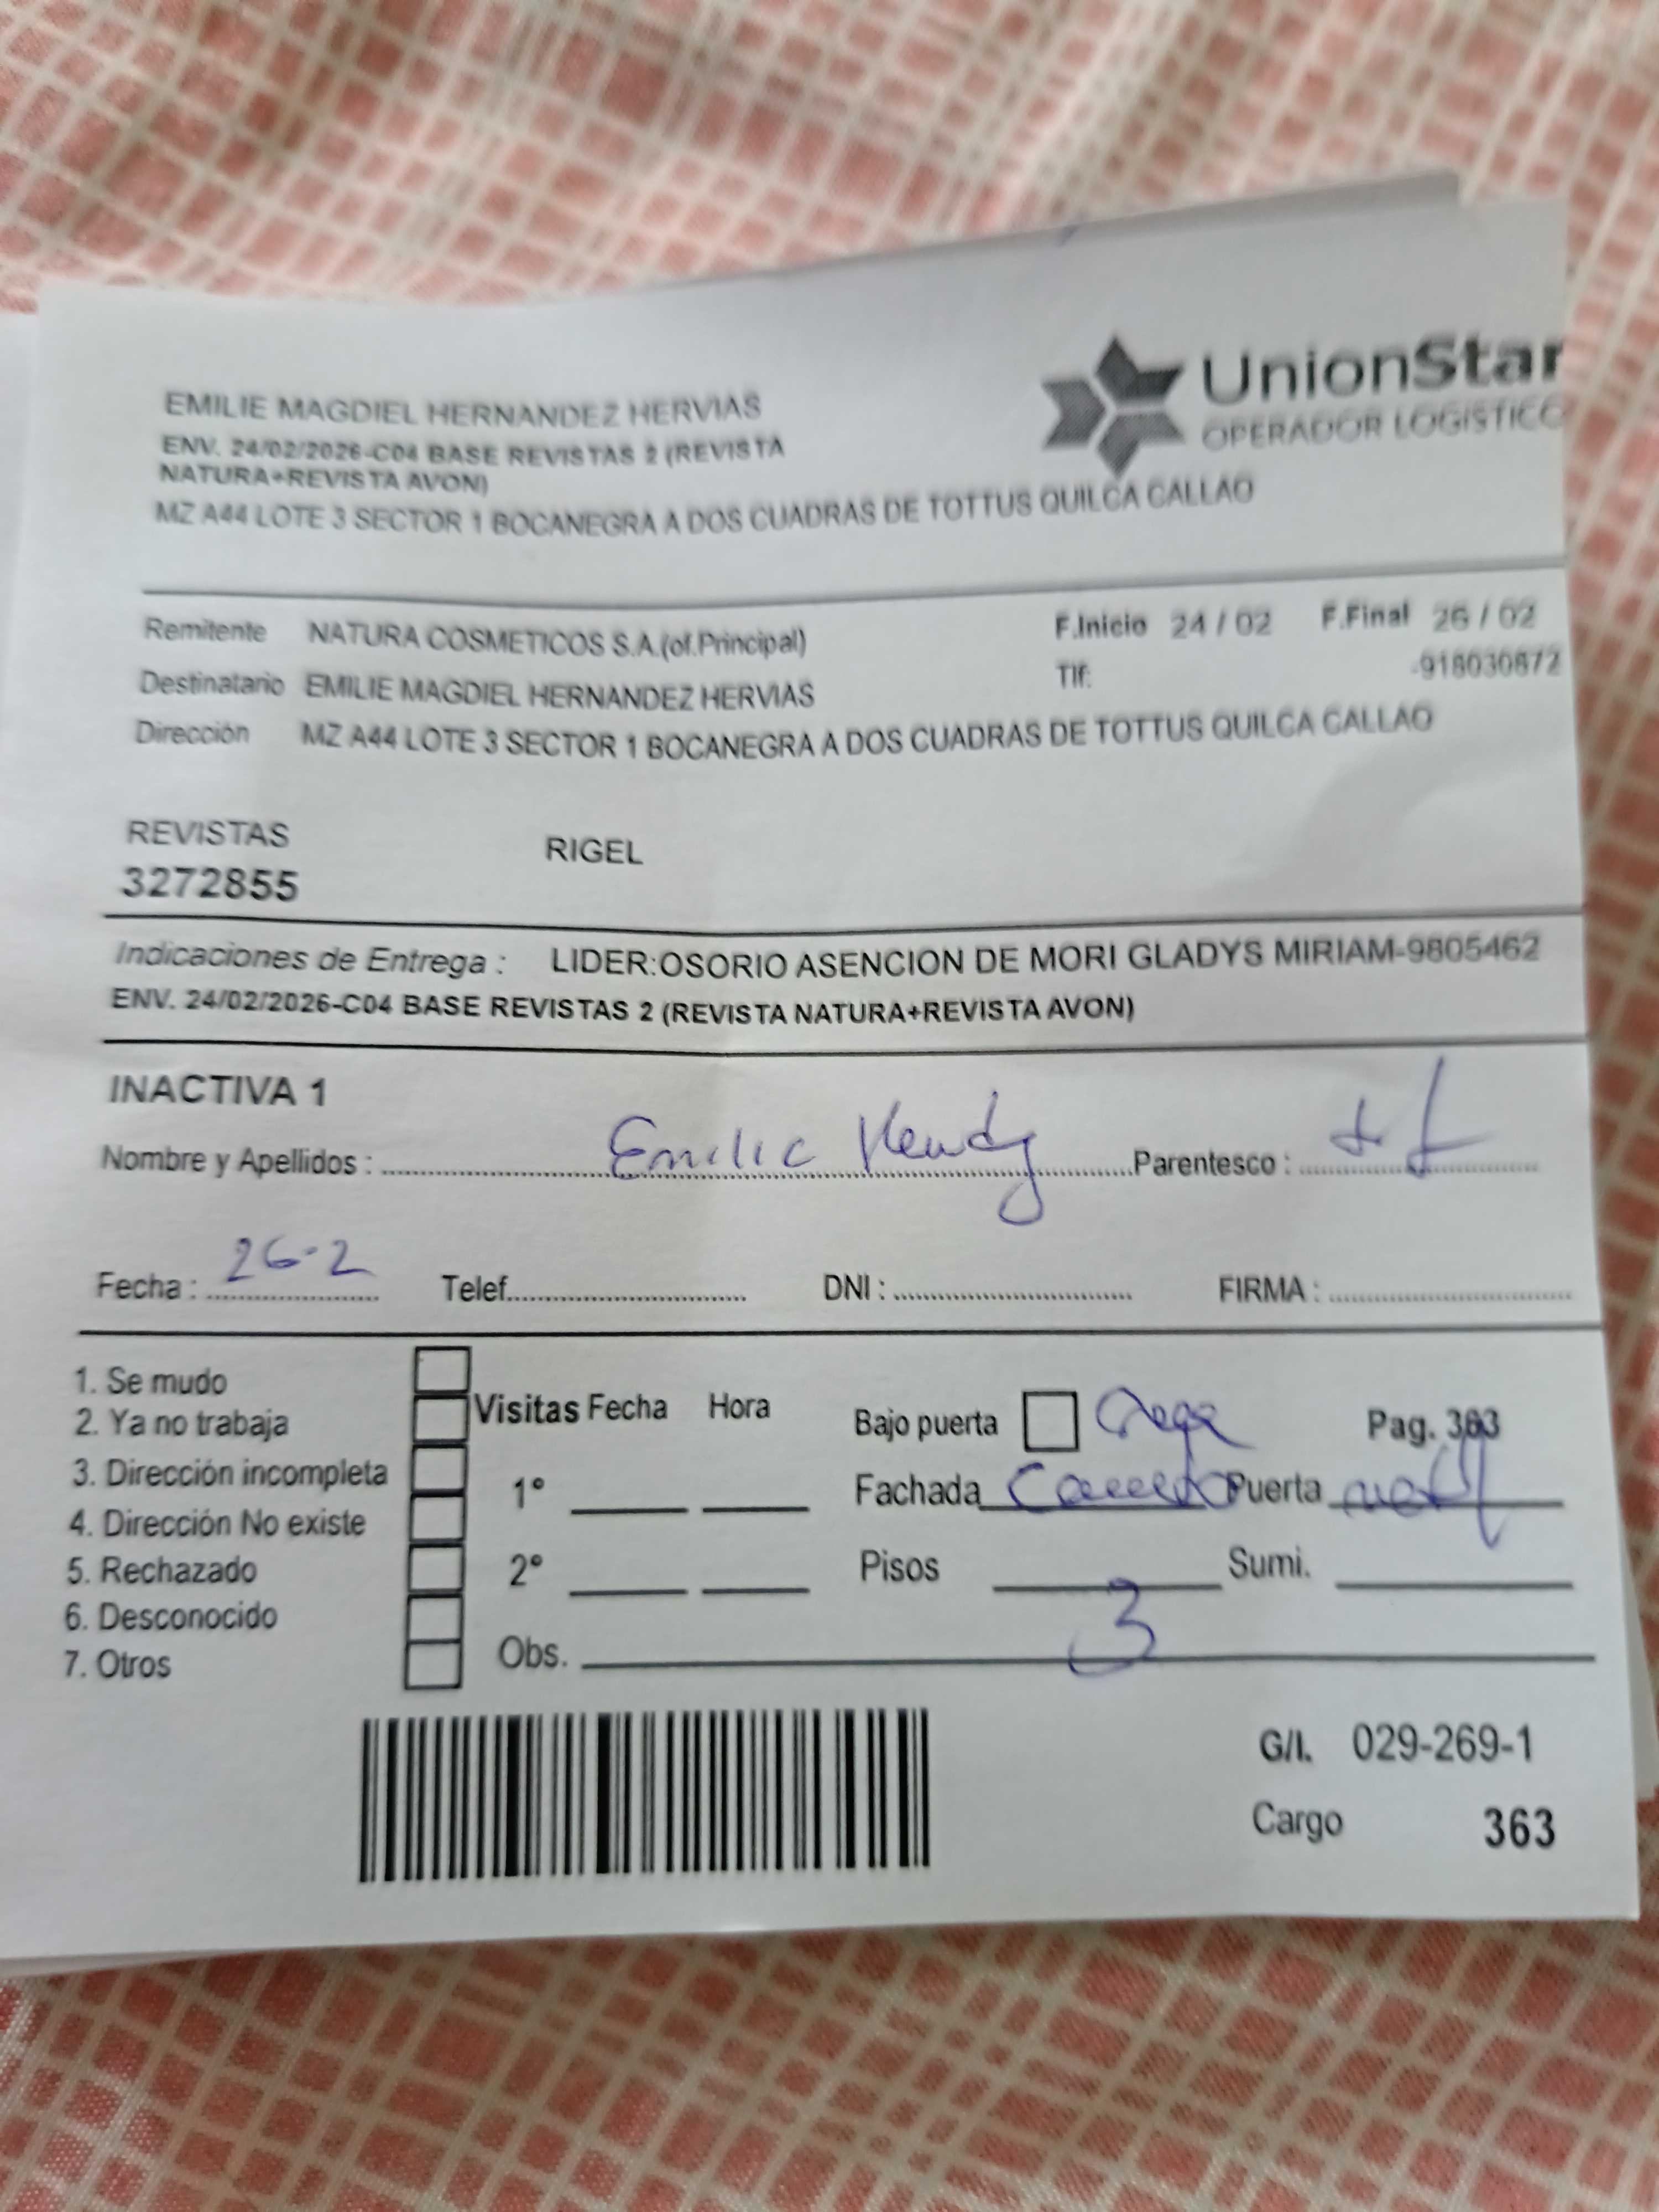 UnionStar
OPERADOR LOGISTICO
EMILIE MAGDIEL HERNANDEZ HERVIAS
ENV. 24/02/2026-C04 BASE REVISTAS 2 (REVISTA
NATURA+REVISTA AVON)
MZ A44 LOTE 3 SECTOR 1 BOCANEGRA A DOS CUADRAS DE TOTTUS QUILCA CALLAO
Remitente NATURA COSMETICOS S.A.(of.Principal) F.Inicio 24 / 02 F.Final 26 / 02
Destinatario EMILIE MAGDIEL HERNANDEZ HERVIAS Tlf: -918030872
Dirección MZ A44 LOTE 3 SECTOR 1 BOCANEGRA A DOS CUADRAS DE TOTTUS QUILCA CALLAO
REVISTAS RIGEL
3272855
Indicaciones de Entrega : LIDER:OSORIO ASENCION DE MORI GLADYS MIRIAM-9805462
ENV. 24/02/2026-C04 BASE REVISTAS 2 (REVISTA NATURA+REVISTA AVON)
INACTIVA 1
Nombre y Apellidos : Emilie Parentesco :
Fecha : 26-2 Telef. DNI : FIRMA :
1. Se mudo
2. Ya no trabaja
3. Dirección incompleta
4. Dirección No existe
5. Rechazado
6. Desconocido
7. Otros
Visitas Fecha Hora
1°
2°
Obs.
Bajo puerta Pag. 363
Fachada Puerta
Pisos 3 Sumi.
G/I. 029-269-1
Cargo 363